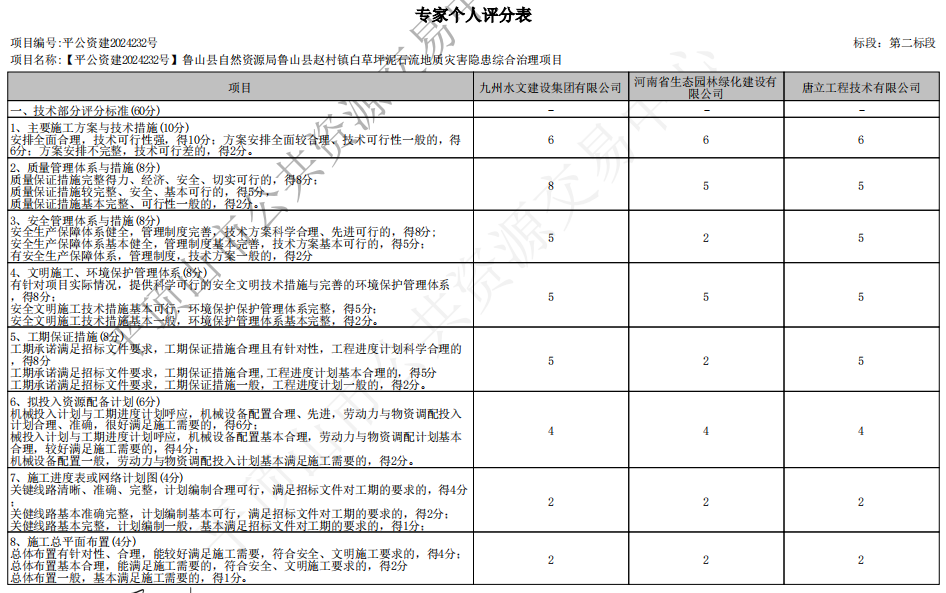 专家个人评分表
项目编号:平公资建2024232号 标段：第二标段
项目名称:【平公资建2024232号】鲁山县自然资源局鲁山县赵村镇白草坪泥石流地质灾害隐患综合治理项目
项目 九州水文建设集团有限公司 河南省生态园林绿化建设有限公司 唐立工程技术有限公司
一、技术部分评分标准(60分) - - -
1、主要施工方案与技术措施(10分)
安排全面合理，技术可行性强，得10分；方案安排全面较合理、技术可行性一般的，得
6分；方案安排不完整，技术可行差的，得2分。
6 6 6
2、质量管理体系与措施(8分)
质量保证措施完整得力、经济、安全、切实可行的，得8分；
质量保证措施较完整、安全、基本可行的，得5分，
质量保证措施基本完整、可行性一般的，得2分。
8 5 5
3、安全管理体系与措施(8分)
安全生产保障体系健全，管理制度完善，技术方案科学合理、先进可行的，得8分；
安全生产保障体系基本健全，管理制度基本完善，技术方案基本可行的，得5分；
有安全生产保障体系，管理制度，技术方案一般的，得2分
5 2 5
4、文明施工、环境保护管理体系(8分)
有针对项目实际情况，提供科学可行的安全文明技术措施与完善的环境保护管理体系
，得8分；
安全文明施工技术措施基本可行，环境保护保护管理体系完整，得5分；
安全文明施工技术措施基本一般，环境保护管理体系基本完整，得2分。
5 5 5
5、工期保证措施(8分)
工期承诺满足招标文件要求，工期保证措施合理且有针对性，工程进度计划科学合理的
，得8分
工期承诺满足招标文件要求，工期保证措施合理,工程进度计划基本合理的，得5分
工期承诺满足招标文件要求，工期保证措施一般，工程进度计划一般的，得2分。
5 2 5
6、拟投入资源配备计划(6分)
机械投入计划与工期进度计划呼应，机械设备配置合理、先进，劳动力与物资调配投入
计划合理、准确，很好满足施工需要的，得6分；
械投入计划与工期进度计划呼应，机械设备配置基本合理，劳动力与物资调配计划基本
合理，较好满足施工需要的，得4分；
机械设备配置一般，劳动力与物资调配投入计划基本满足施工需要的，得2分。
4 4 4
7、施工进度表或网络计划图(4分)
关键线路清晰、准确、完整，计划编制合理可行，满足招标文件对工期的要求的，得4分
；
关健线路基本准确完整，计划编制基本可行，满足招标文件对工期的要求的，得2分；
关健线路基本完整，计划编制一般，基本满足招标文件对工期的要求的，得1分；
2 2 2
8、施工总平面布置(4分)
总体布置有针对性、合理，能较好满足施工需要，符合安全、文明施工要求的，得4分；
总体布置基本合理，能满足施工需要的，符合安全、文明施工要求的，得2分
总体布置一般，基本满足施工需要的，得1分。
2 2 2
平顶山市公共资源交易中心